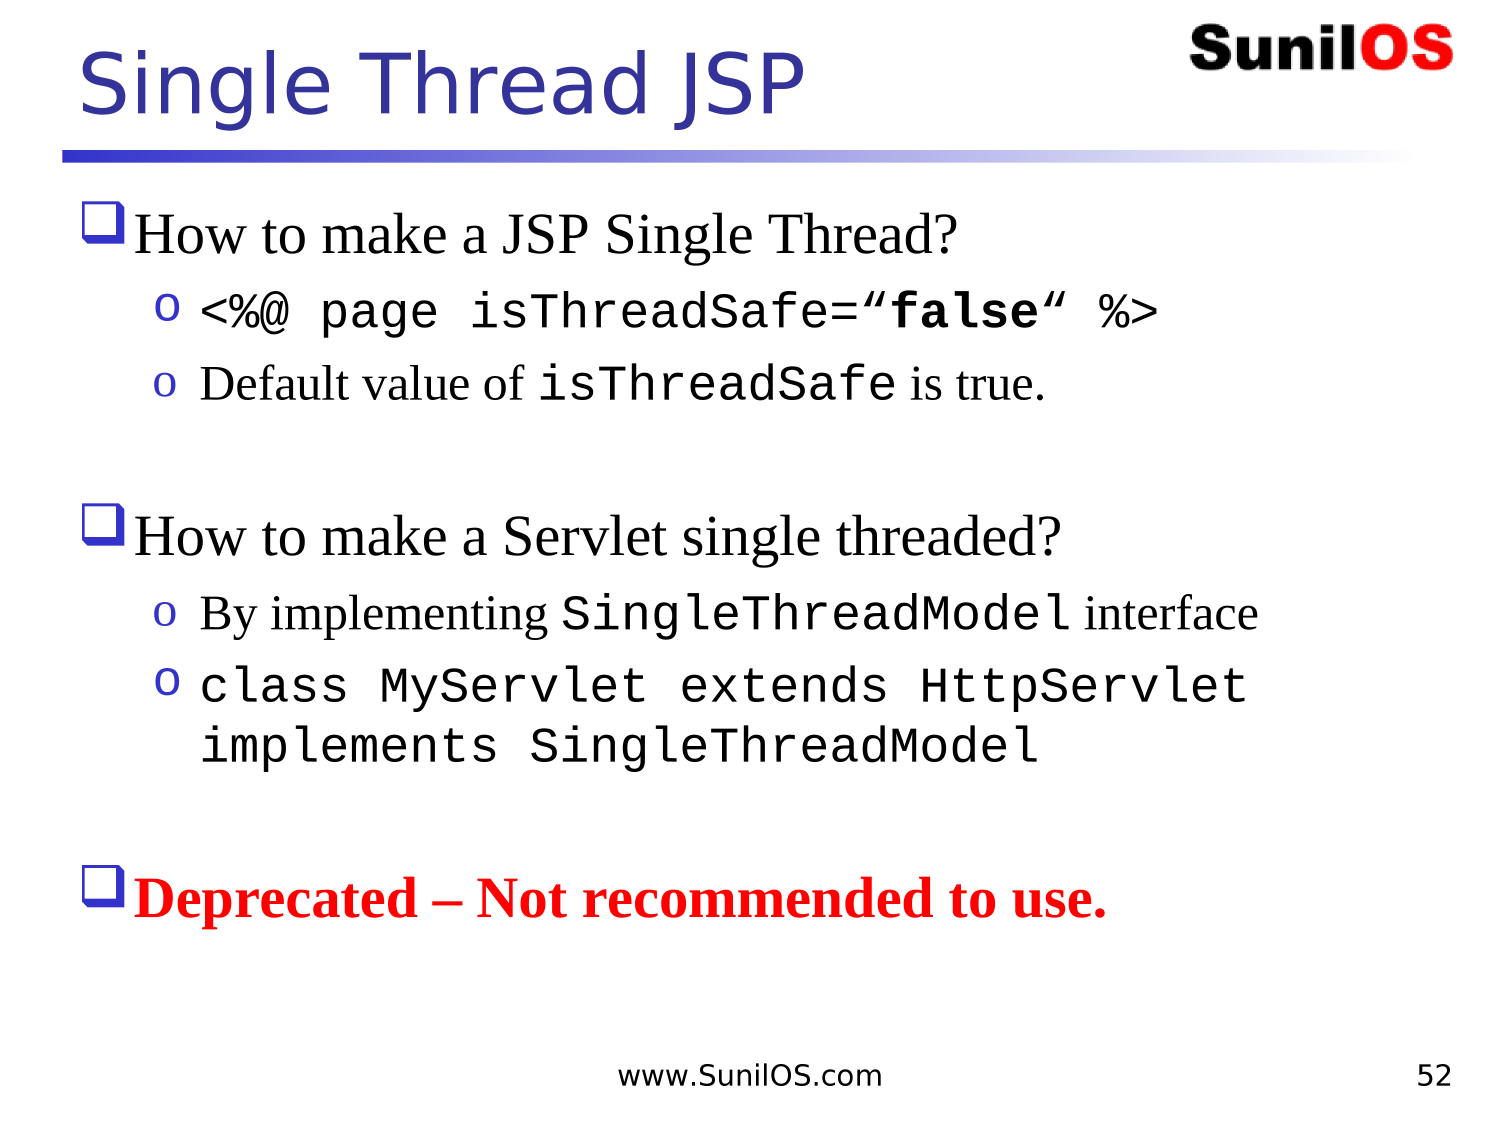 SunilOS
Single Thread JSP
How to make a JSP Single Thread?
o <%@ page isThreadSafe=“false“ %>
o Default value of isThreadSafe is true.
How to make a Servlet single threaded?
o By implementing SingleThreadModel interface
o class MyServlet extends HttpServlet
implements SingleThreadModel
Deprecated – Not recommended to use.
www.SunilOS.com
52